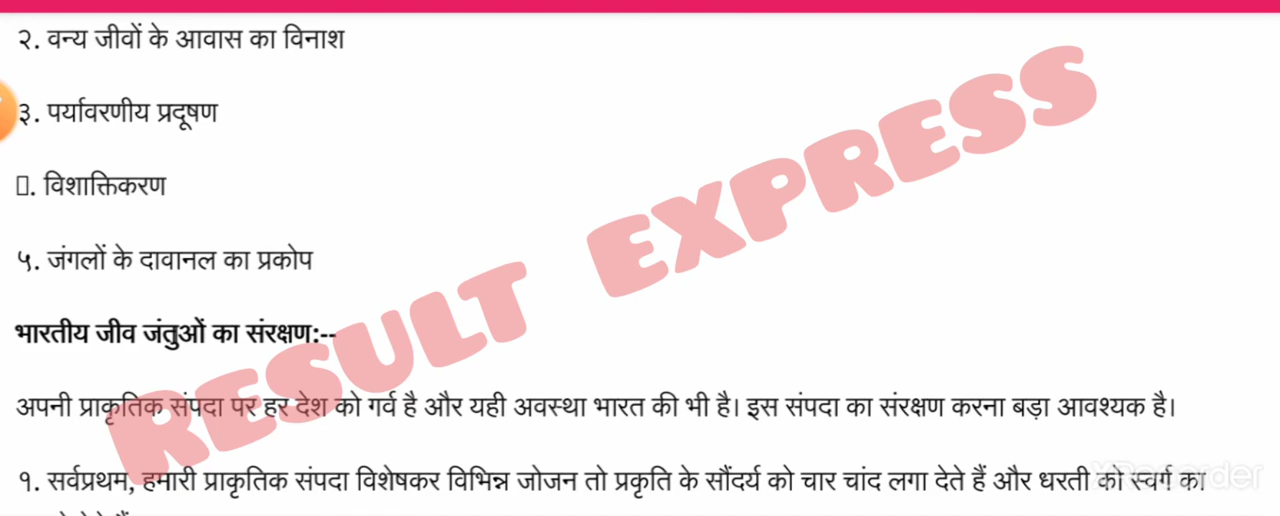 २. वन्य जीवों के आवास का विनाश
३. पर्यावरणीय प्रदूषण
. विशाक्तिकरण
५. जंगलों के दावानल का प्रकोप
भारतीय जीव जंतुओं का संरक्षण:--
अपनी प्राकृतिक संपदा पर हर देश को गर्व है और यही अवस्था भारत की भी है। इस संपदा का संरक्षण करना बड़ा आवश्यक है।
१. सर्वप्रथम, हमारी प्राकृतिक संपदा विशेषकर विभिन्न जोजन तो प्रकृति के सौंदर्य को चार चांद लगा देते हैं और धरती को स्वर्ग का
RESULT EXPRESS
XRecorder